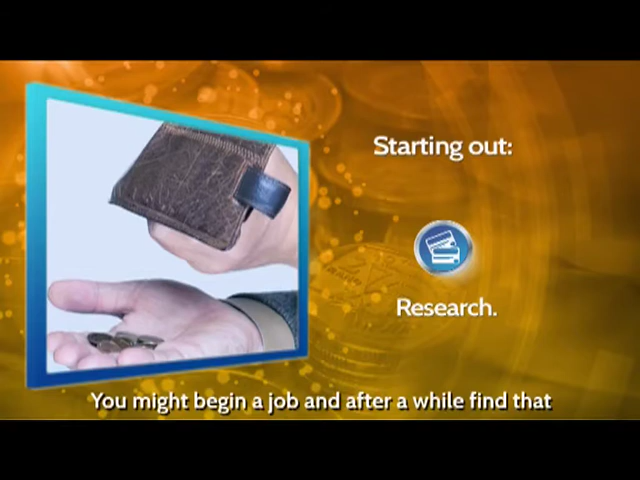 Starting out:
Research.
You might begin a job and after a while find that